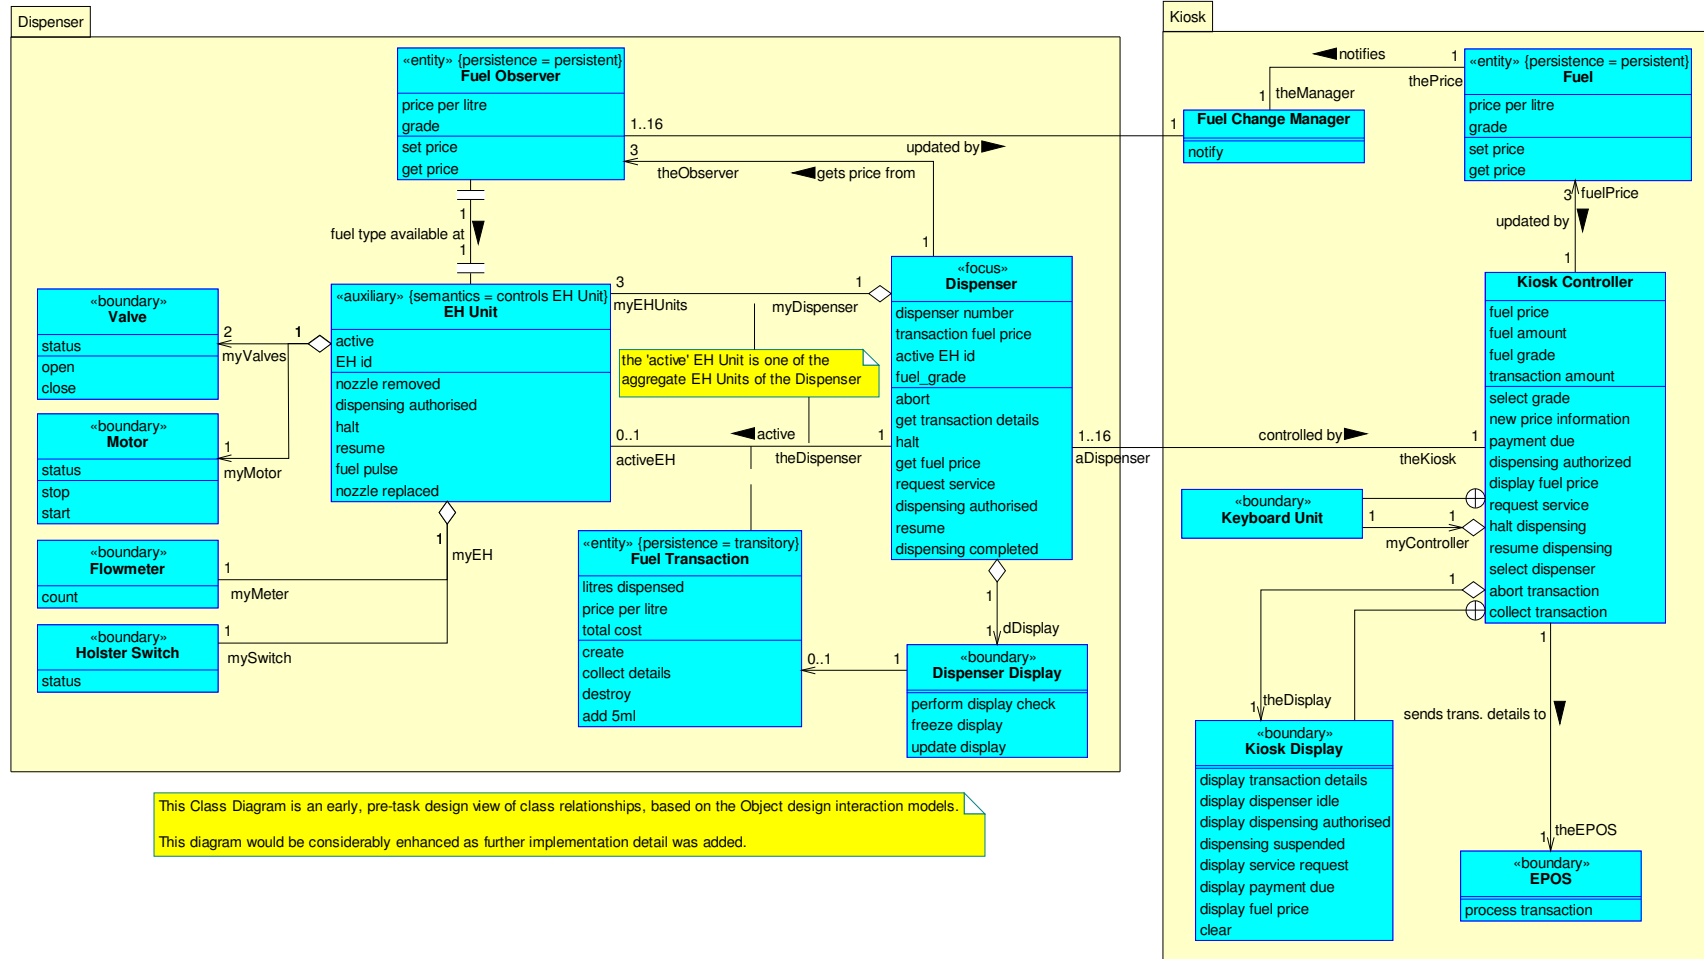 Dispenser
«entity» {persistence = persistent}
Fuel Observer
price per litre
grade
set price
get price
1..16
1
updated by
3
theObserver
gets price from
1
1
fuel type available at
1
«boundary»
Valve
status
open
close
2
myValves
1
«boundary»
Motor
status
stop
start
1
myMotor
«boundary»
Flowmeter
count
1
myMeter
«boundary»
Holster Switch
status
1
mySwitch
«auxiliary» {semantics = controls EH Unit}
EH Unit
active
EH id
nozzle removed
dispensing authorised
halt
resume
fuel pulse
nozzle replaced
1
myEH
3
myEHUnits
1
myDispenser
the 'active' EH Unit is one of the
aggregate EH Units of the Dispenser
0..1
activeEH
active
1
theDispenser
«focus»
Dispenser
dispenser number
transaction fuel price
active EH id
fuel_grade
abort
get transaction details
halt
get fuel price
request service
dispensing authorised
resume
dispensing completed
1
1
dDisplay
«entity» {persistence = transitory}
Fuel Transaction
litres dispensed
price per litre
total cost
create
collect details
destroy
add 5ml
0..1
1
«boundary»
Dispenser Display
perform display check
freeze display
update display
This Class Diagram is an early, pre-task design view of class relationships, based on the Object design interaction models.
This diagram would be considerably enhanced as further implementation detail was added.
Kiosk
notifies
1
thePrice
1
theManager
Fuel Change Manager
notify
«entity» {persistence = persistent}
Fuel
price per litre
grade
set price
get price
3
fuelPrice
updated by
1
Kiosk Controller
fuel price
fuel amount
fuel grade
transaction amount
select grade
new price information
payment due
dispensing authorized
display fuel price
request service
halt dispensing
resume dispensing
select dispenser
abort transaction
collect transaction
1..16
aDispenser
controlled by
1
theKiosk
«boundary»
Keyboard Unit
1
1
myController
1
1
theDisplay
«boundary»
Kiosk Display
display transaction details
display dispenser idle
display dispensing authorised
dispensing suspended
display service request
display payment due
display fuel price
clear
1
sends trans. details to
1
theEPOS
«boundary»
EPOS
process transaction